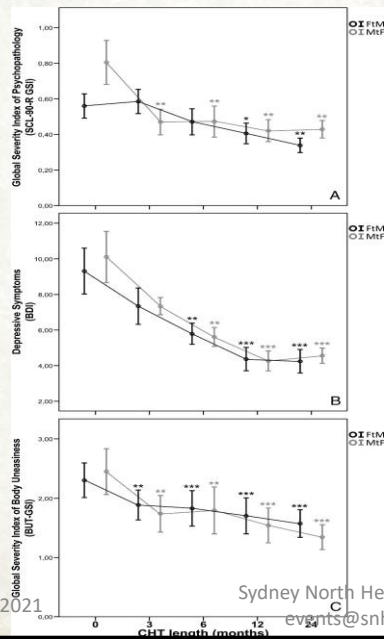 Global Severity Index of Psychopathology
(SCL-90-R GSI)
1,00
0,80
0,60
0,40
0,20
0,00
** ** * ** ** **
A
FtM
MtF
Depressive Symptoms
(BDI)
12,00
10,00
8,00
6,00
4,00
2,00
** ** *** *** *** ***
B
FtM
MtF
Global Severity Index of Body Uneasiness
(BUT-GSI)
3,00
2,00
1,00
0,00
** ** *** ** *** *** *** ***
C
FtM
MtF
0 3 6 12 24
CHT length (months)
2021
Sydney North He
events@snh